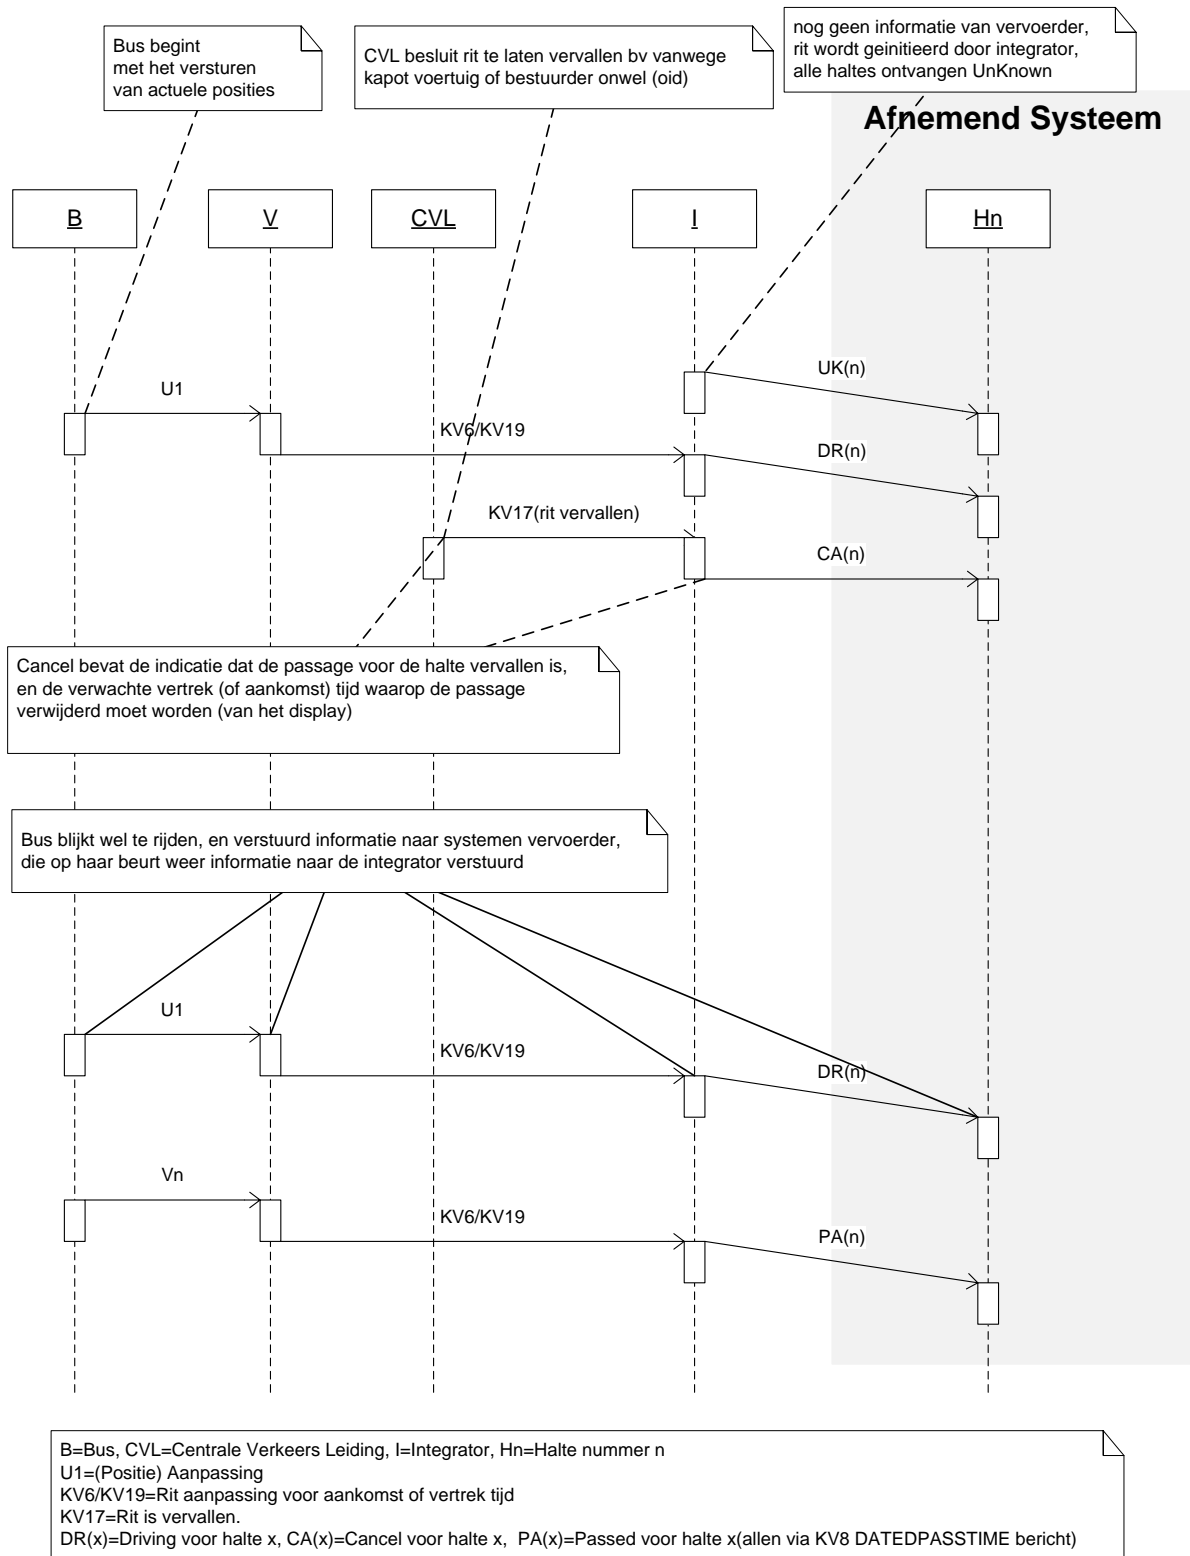 Bus begint
met het versturen
van actuele posities
CVL besluit rit te laten vervallen bv vanwege
kapot voertuig of bestuurder onwel (oid)
nog geen informatie van vervoerder,
rit wordt geinitieerd door integrator,
alle haltes ontvangen UnKnown
Afnemend Systeem
B
V
CVL
I
Hn
UK(n)
U1
KV6/KV19
DR(n)
KV17(rit vervallen)
CA(n)
Cancel bevat de indicatie dat de passage voor de halte vervallen is,
en de verwachte vertrek (of aankomst) tijd waarop de passage
verwijderd moet worden (van het display)
Bus blijkt wel te rijden, en verstuurd informatie naar systemen vervoerder,
die op haar beurt weer informatie naar de integrator verstuurd
U1
KV6/KV19
DR(n)
Vn
KV6/KV19
PA(n)
B=Bus, CVL=Centrale Verkeers Leiding, I=Integrator, Hn=Halte nummer n
U1=(Positie) Aanpassing
KV6/KV19=Rit aanpassing voor aankomst of vertrek tijd
KV17=Rit is vervallen.
DR(x)=Driving voor halte x, CA(x)=Cancel voor halte x, PA(x)=Passed voor halte x(allen via KV8 DATEDPASSTIME bericht)